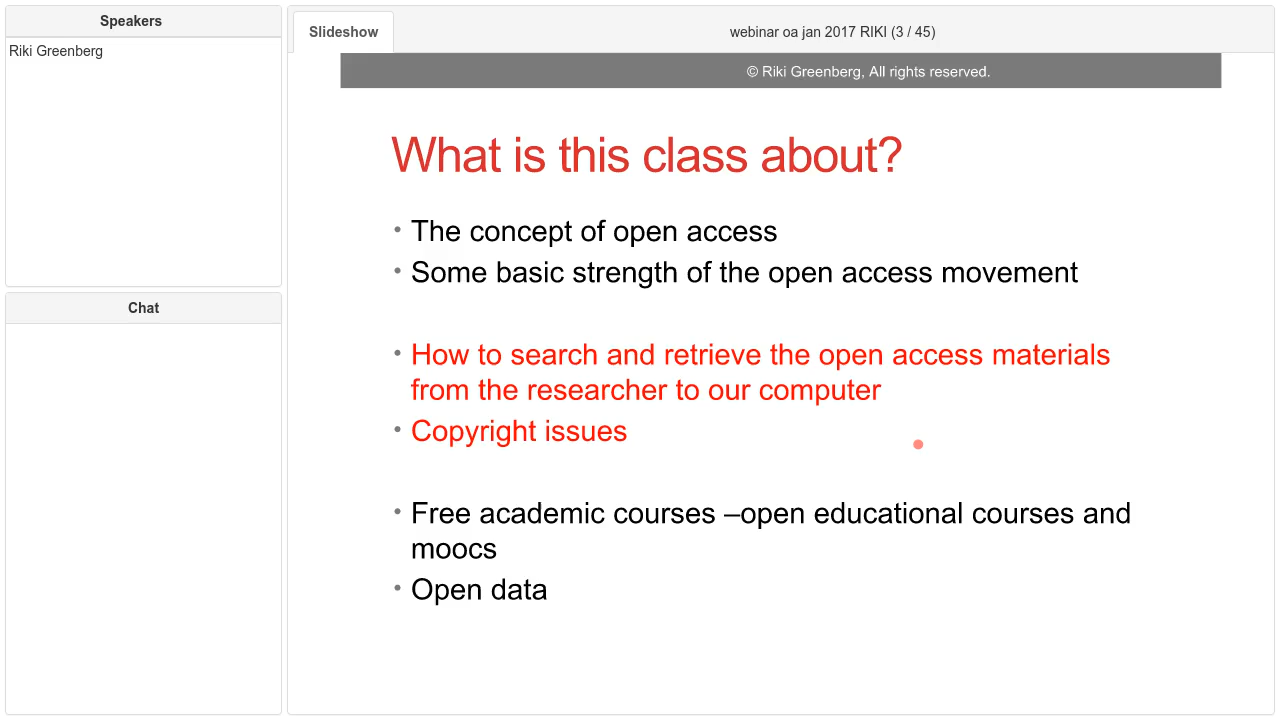 Speakers
Riki Greenberg
Chat
Slideshow
webinar oa jan 2017 RIKI (3 / 45)
© Riki Greenberg, All rights reserved.
What is this class about?
• The concept of open access
• Some basic strength of the open access movement
• How to search and retrieve the open access materials
from the researcher to our computer
• Copyright issues
• Free academic courses –open educational courses and
moocs
• Open data